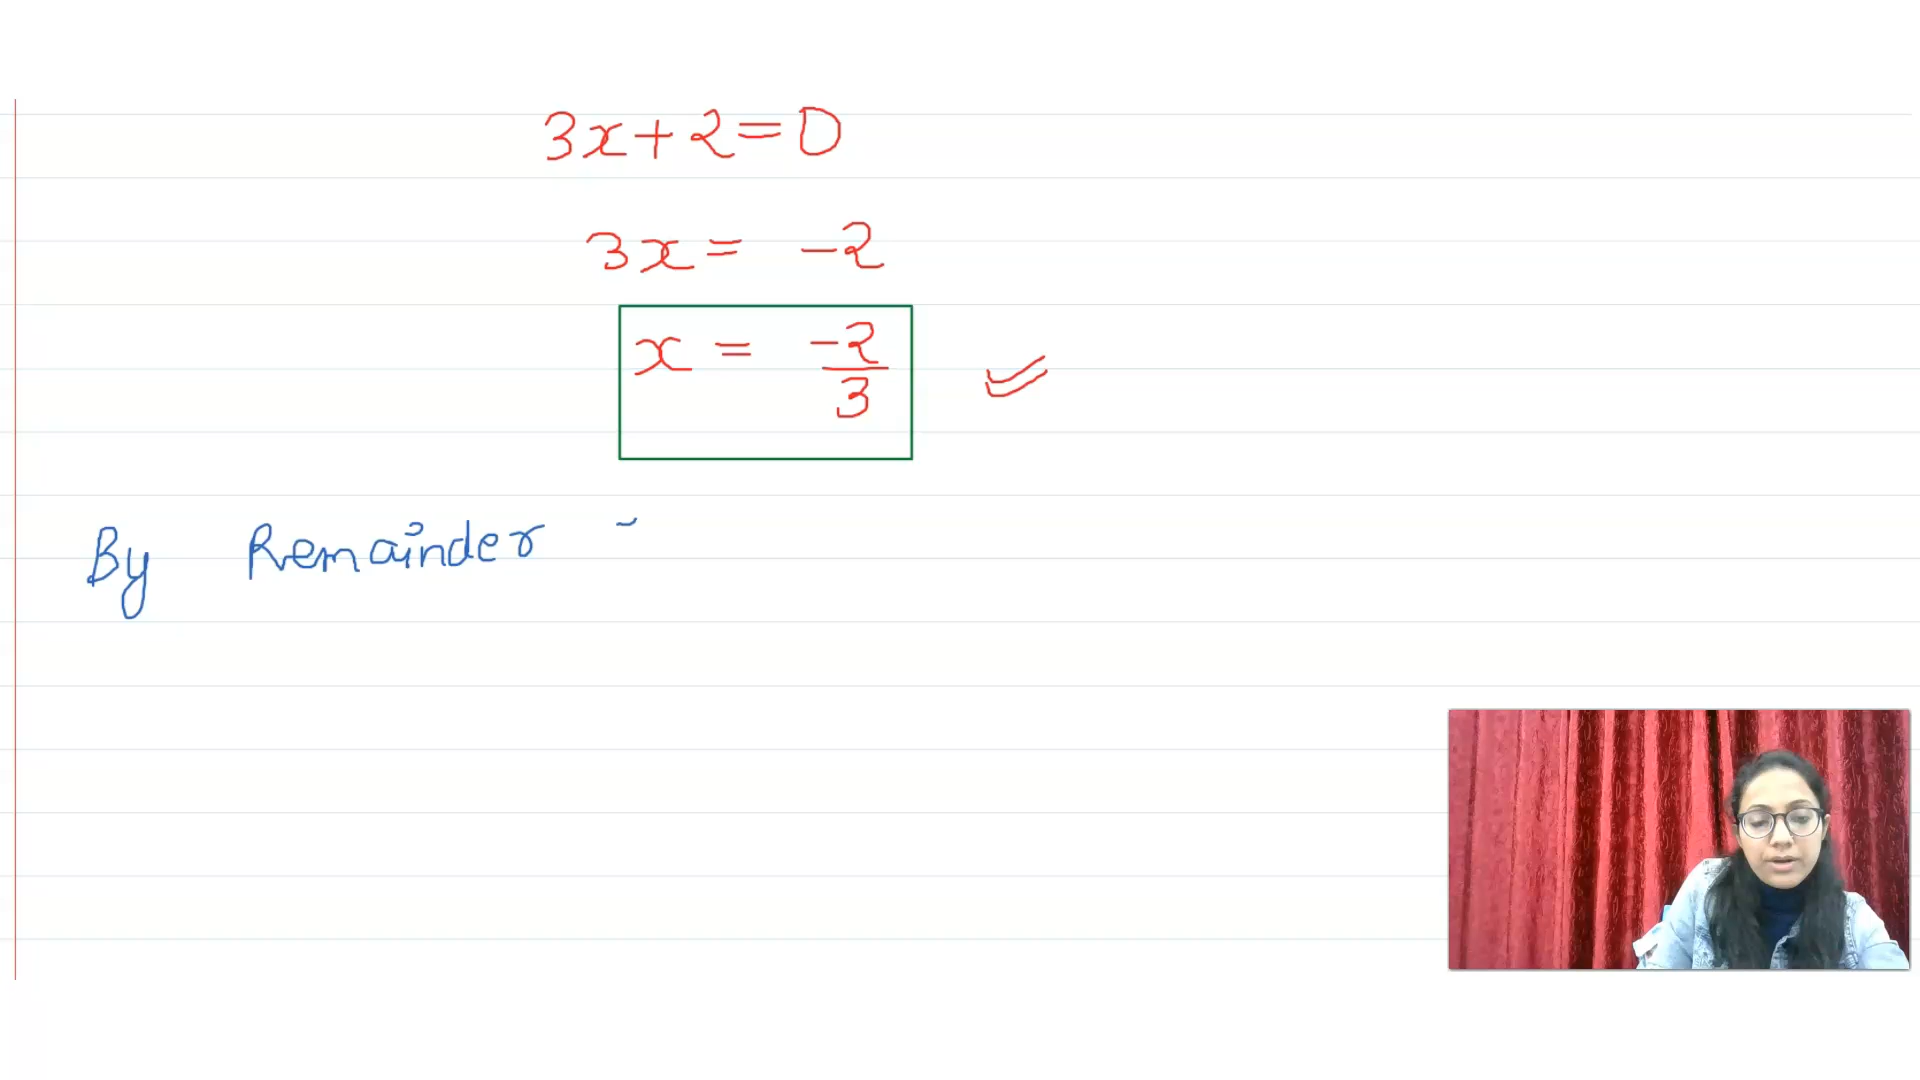 3x+2=0
3x = -2
x = -2/3
By Remainder